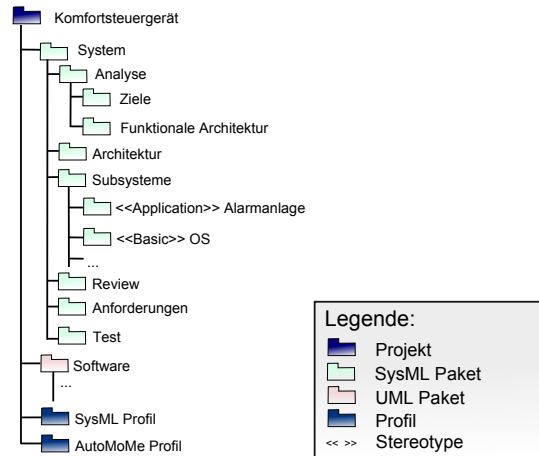 Komfortsteuergerät
System
Analyse
Ziele
Funktionale Architektur
Architektur
Subsysteme
<<Application>> Alarmanlage
<<Basic>> OS
...
Review
Anforderungen
Test
Software
...
SysML Profil
AutoMoMe Profil
Legende:
Projekt
SysML Paket
UML Paket
Profil
<< >> Stereotype